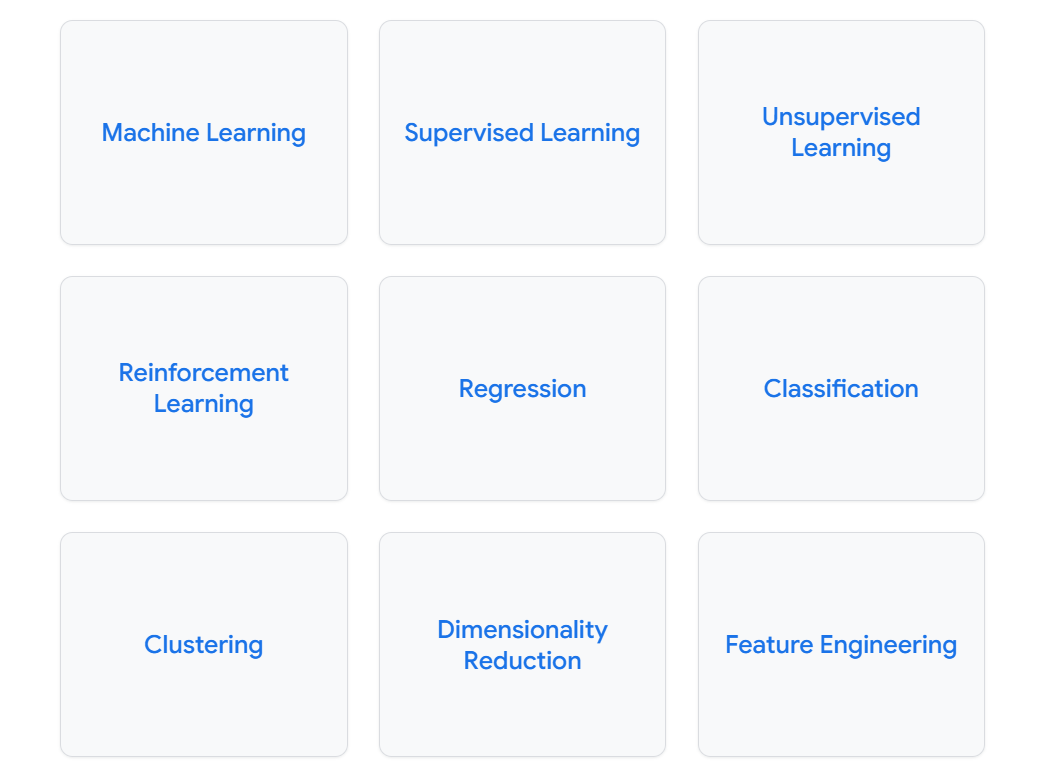 Machine Learning
Supervised Learning
Unsupervised
Learning
Reinforcement
Learning
Regression
Classification
Clustering
Dimensionality
Reduction
Feature Engineering